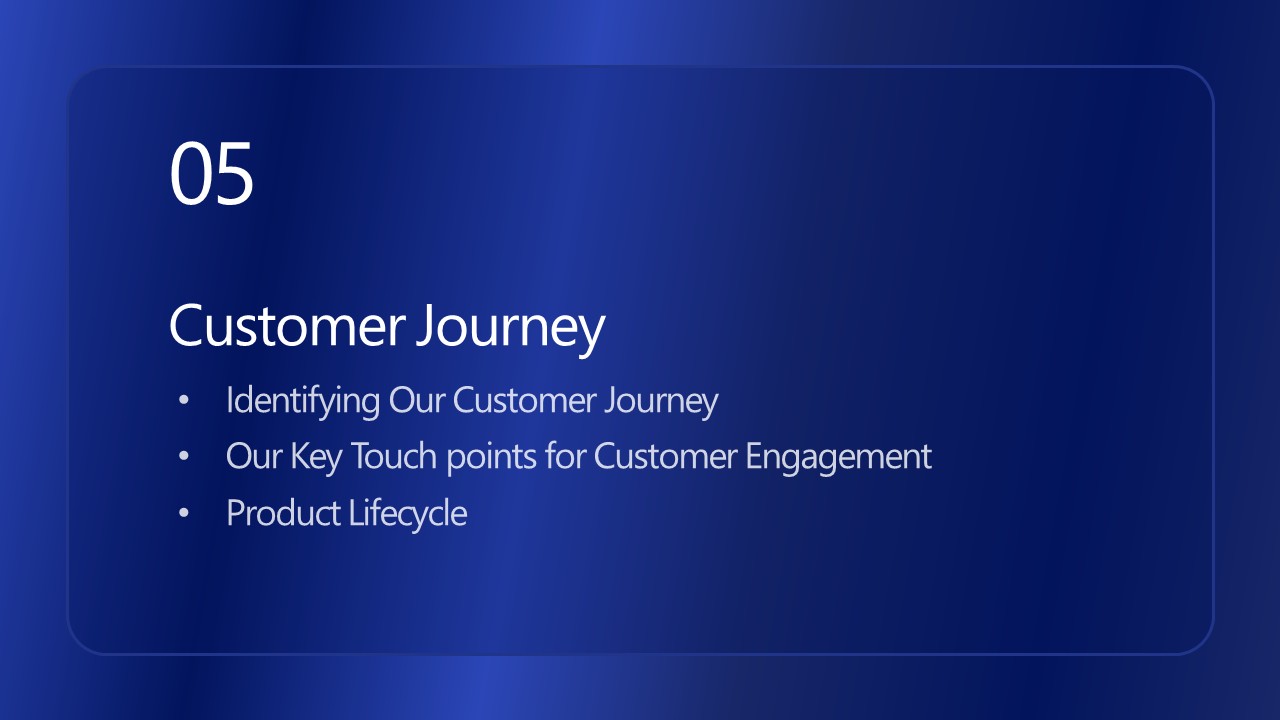 05
Customer Journey
• Identifying Our Customer Journey
• Our Key Touch points for Customer Engagement
• Product Lifecycle